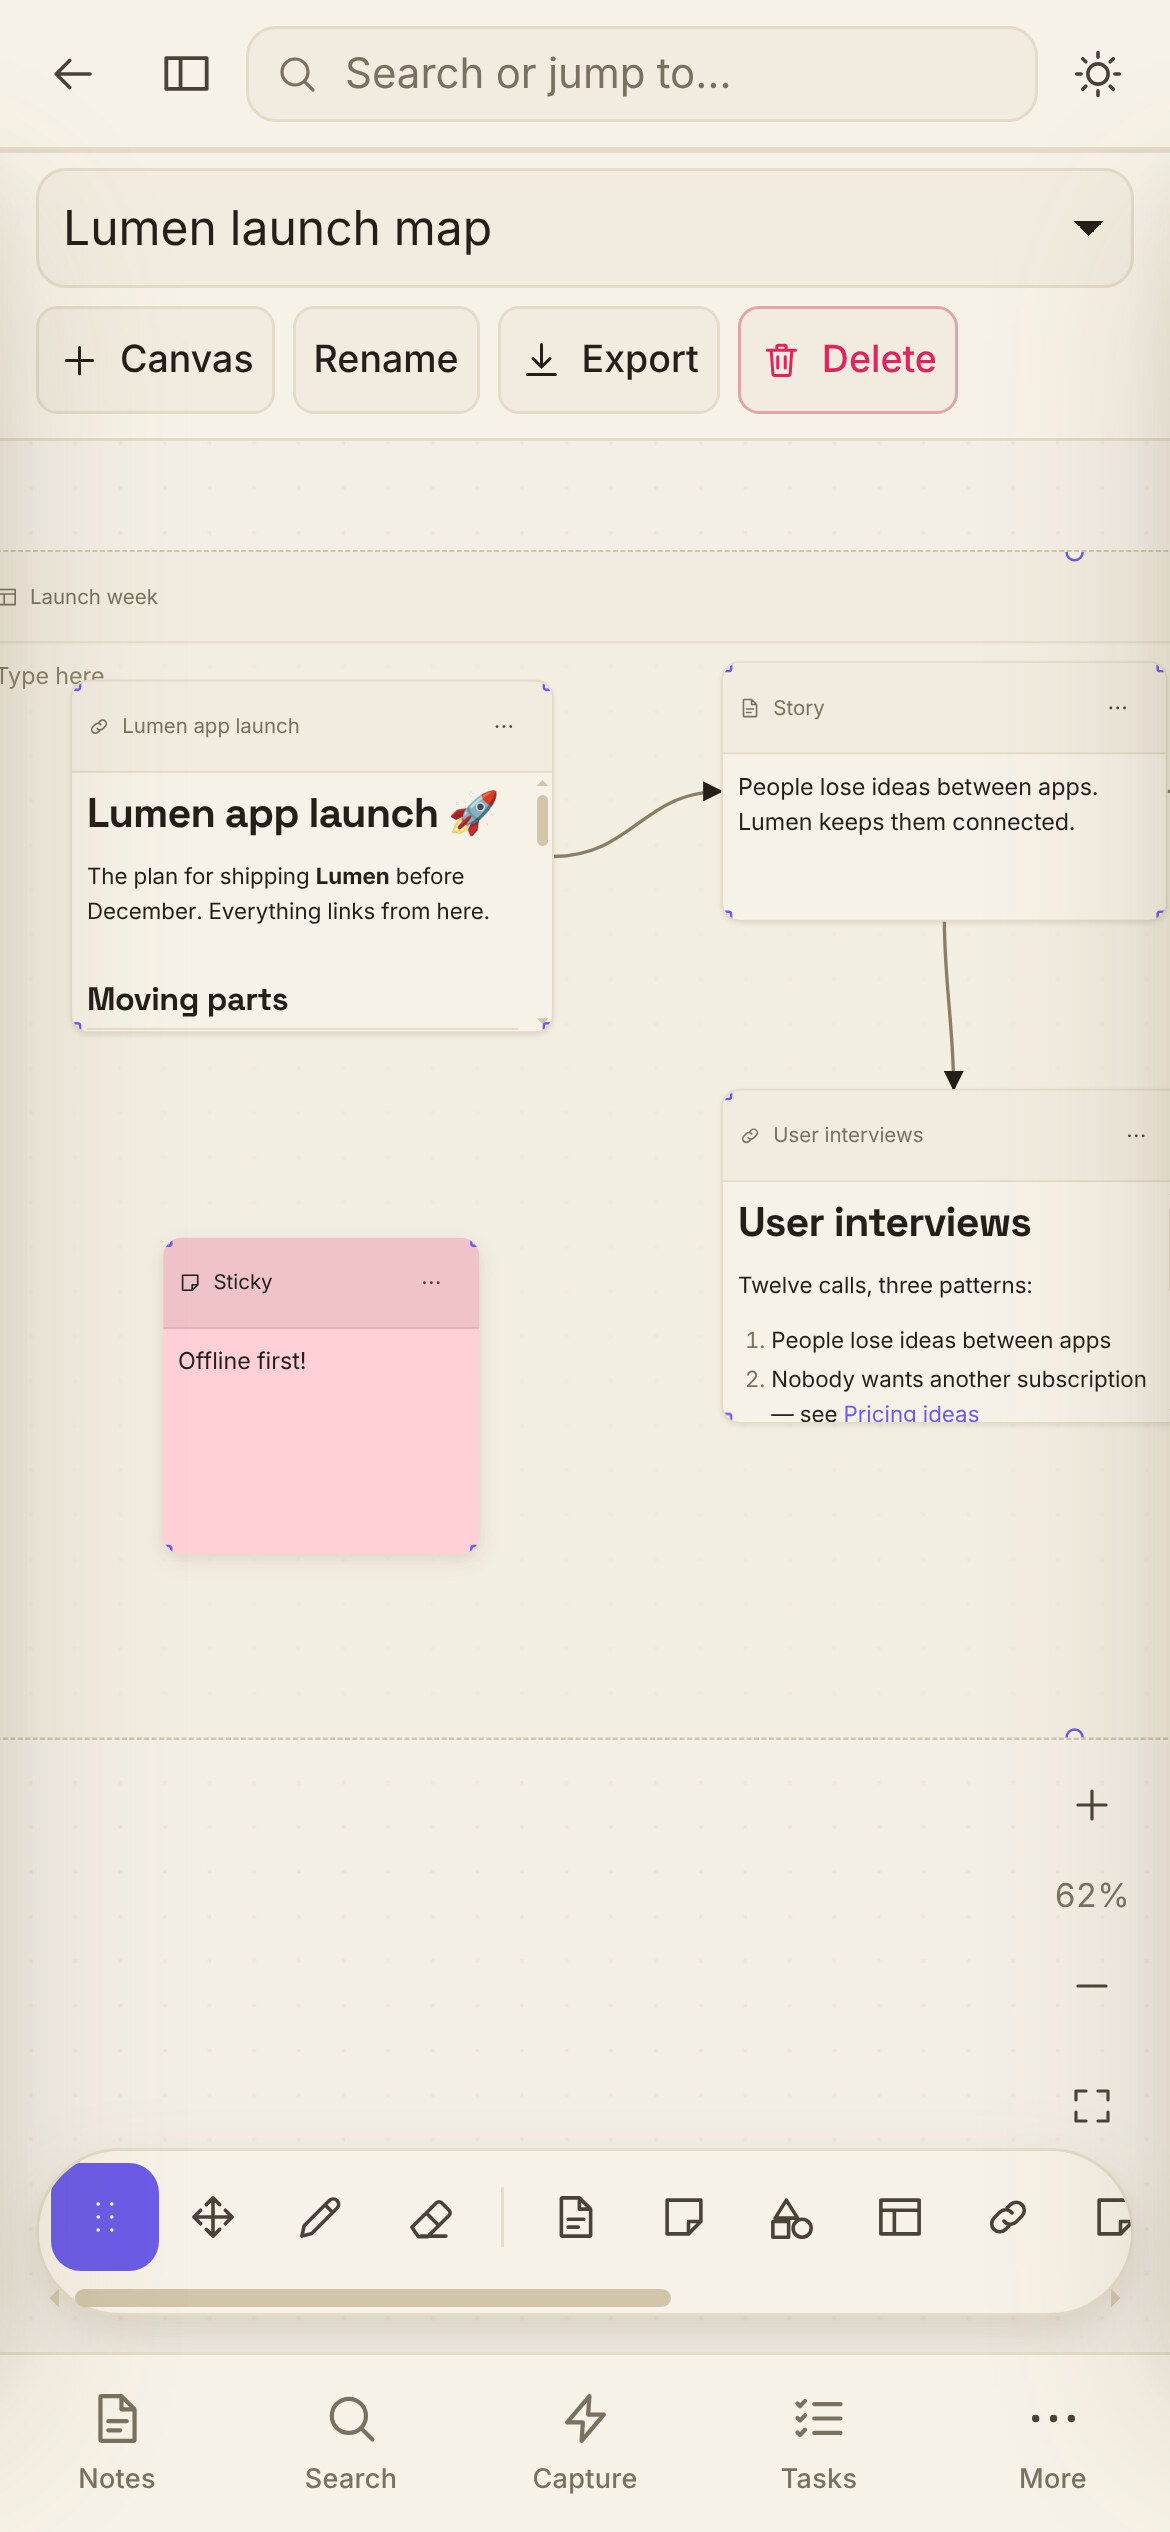 Search or jump to...
Lumen launch map
Canvas
Rename
Export
Delete
Launch week
Type here
Lumen app launch
Lumen app launch 🚀
The plan for shipping Lumen before
December. Everything links from here.
Moving parts
Story
People lose ideas between apps.
Lumen keeps them connected.
User interviews
User interviews
Twelve calls, three patterns:
1. People lose ideas between apps
2. Nobody wants another subscription
— see Pricing ideas
Sticky
Offline first!
62%
Notes
Search
Capture
Tasks
More